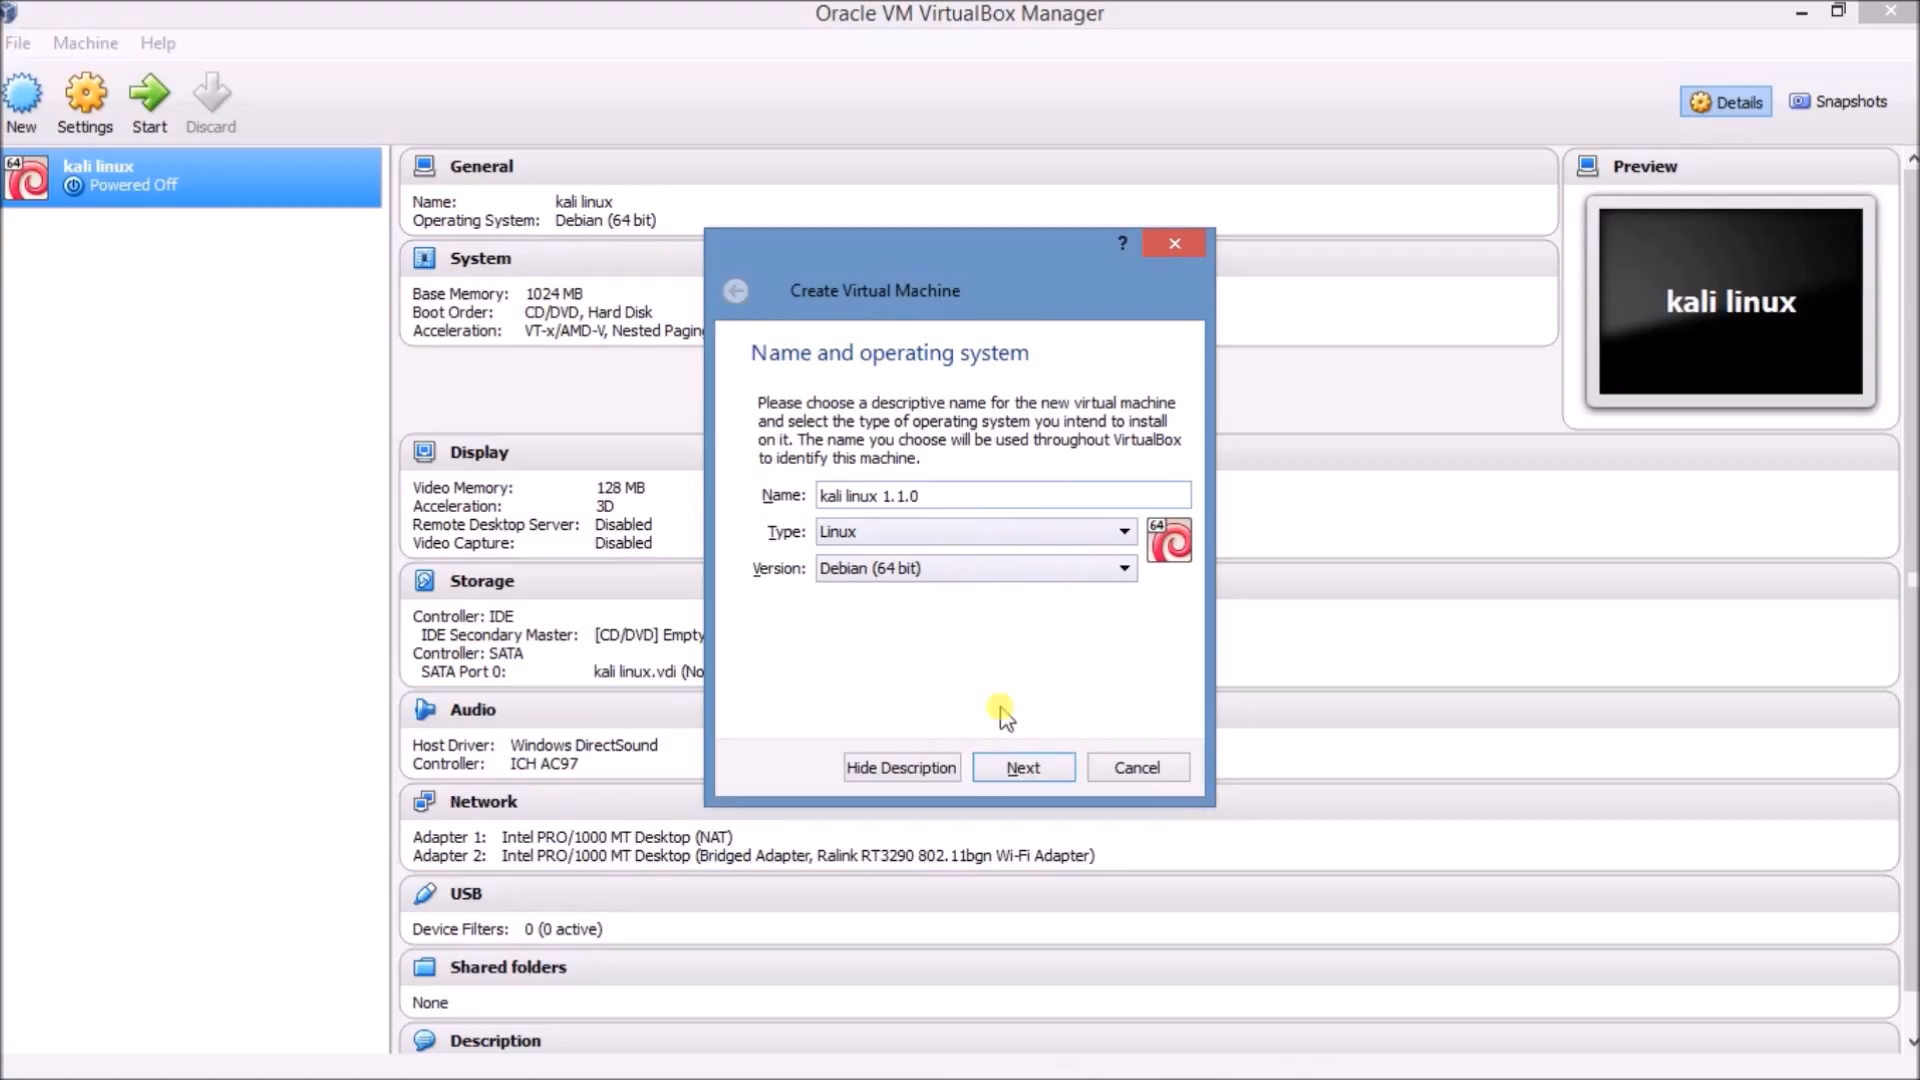 Oracle VM VirtualBox Manager
File Machine Help
New Settings Start Discard
Details Snapshots
64
kali linux
Powered Off
General
Name: kali linux
Operating System: Debian (64 bit)
System
Base Memory: 1024 MB
Boot Order: CD/DVD, Hard Disk
Acceleration: VT-x/AMD-V, Nested Paging
Display
Video Memory: 128 MB
Acceleration: 3D
Remote Desktop Server: Disabled
Video Capture: Disabled
Storage
Controller: IDE
IDE Secondary Master: [CD/DVD] Empty
Controller: SATA
SATA Port 0: kali linux.vdi (No
Audio
Host Driver: Windows DirectSound
Controller: ICH AC97
Network
Adapter 1: Intel PRO/1000 MT Desktop (NAT)
Adapter 2: Intel PRO/1000 MT Desktop (Bridged Adapter, Ralink RT3290 802.11bgn Wi-Fi Adapter)
USB
Device Filters: 0 (0 active)
Shared folders
None
Description
Preview
kali linux
?
Create Virtual Machine
Name and operating system
Please choose a descriptive name for the new virtual machine
and select the type of operating system you intend to install
on it. The name you choose will be used throughout VirtualBox
to identify this machine.
Name: kali linux 1.1.0
Type: Linux
64
Version: Debian (64 bit)
Hide Description Next Cancel